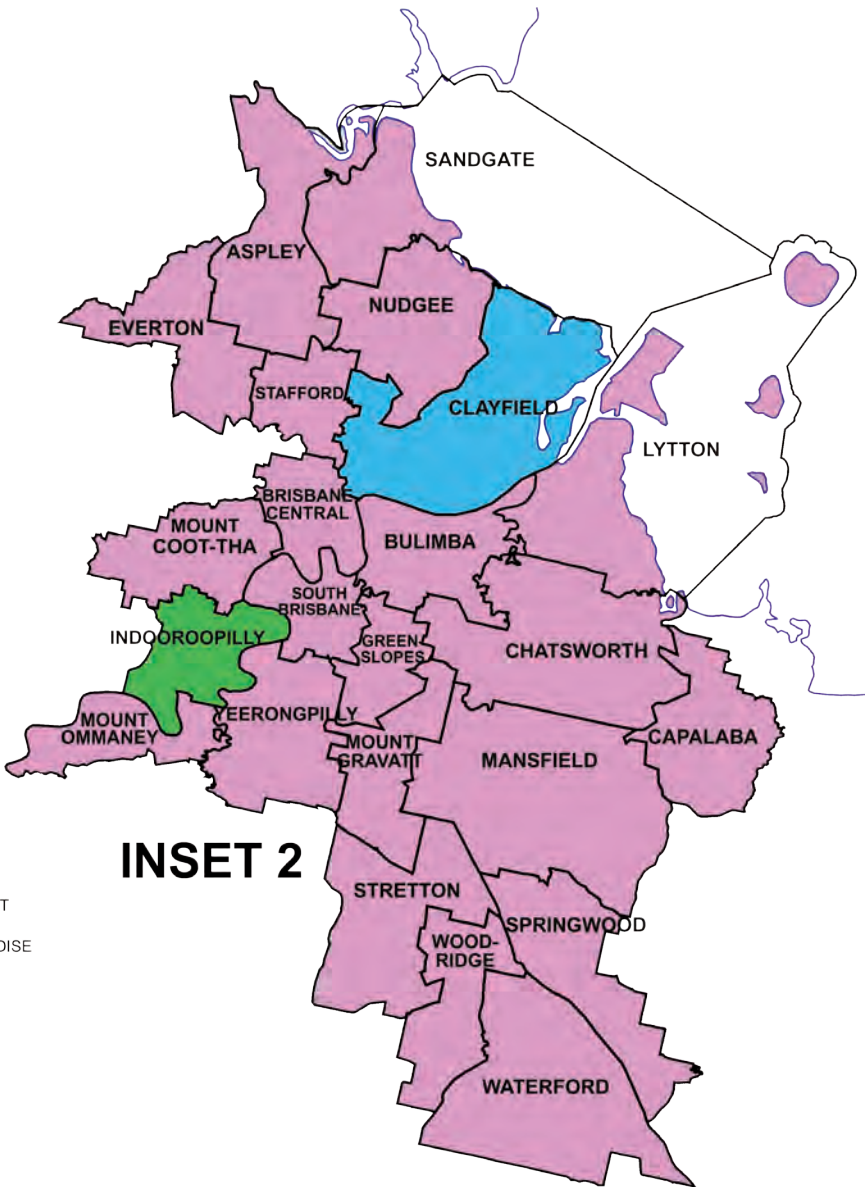 SANDGATE
ASPLEY
NUDGEE
EVERTON
STAFFORD
CLAYFIELD
LYTTON
BRISBANE
CENTRAL
MOUNT
COOT-THA
BULIMBA
SOUTH
BRISBANE
INDOOROOPILLY
GREEN-
SLOPES
CHATSWORTH
MOUNT
OMMANEY
YEERONGPILLY
MOUNT
GRAVATT
MANSFIELD
CAPALABA
INSET 2
STRETTON
T
SPRINGWOOD
WOOD-
RIDGE
DISE
WATERFORD